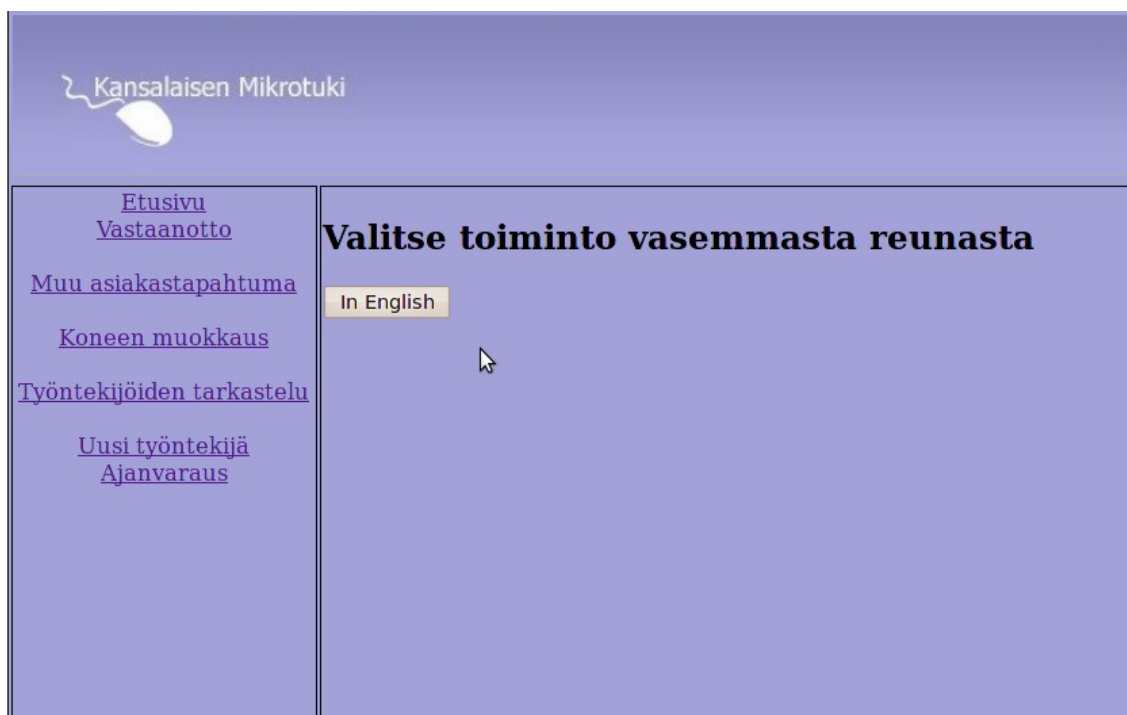 Kansalaisen Mikrotuki
Etusivu
Vastaanotto
Muu asiakastapahtuma
Koneen muokkaus
Työntekijöiden tarkastelu
Uusi työntekijä
Ajanvaraus
Valitse toiminto vasemmasta reunasta
In English